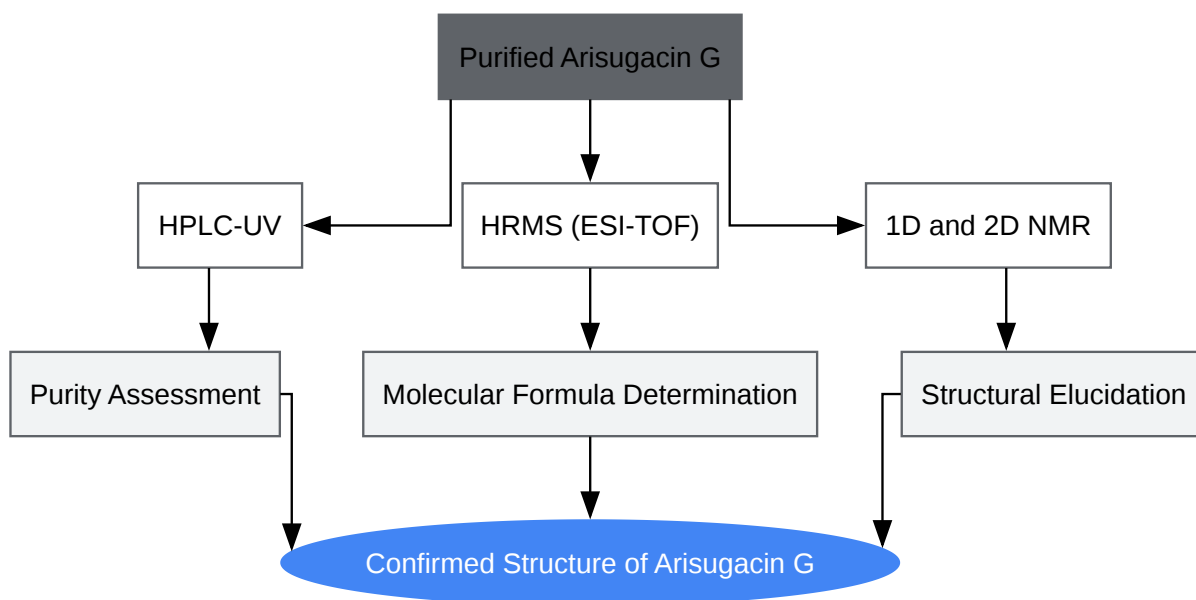 Purified Arisugacin G
HPLC-UV
HRMS (ESI-TOF)
1D and 2D NMR
Purity Assessment
Molecular Formula Determination
Structural Elucidation
Confirmed Structure of Arisugacin G